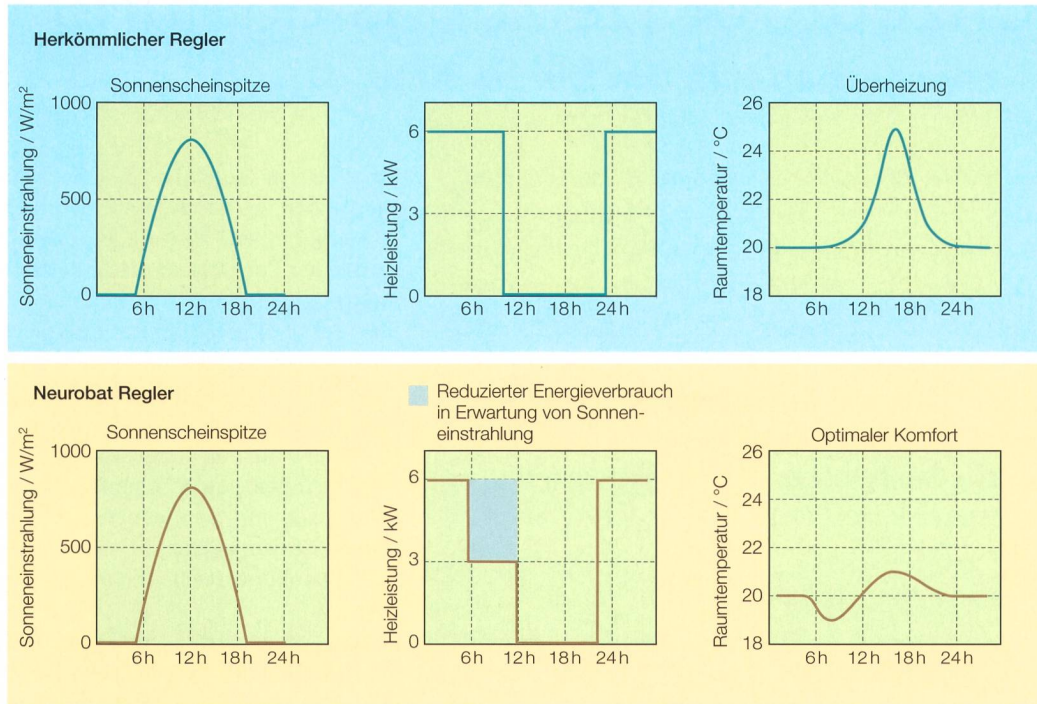 Herkömmlicher Regler
Sonnenscheinspitze
Sonneneinstrahlung / W/m²
1000
500
0
6h 12h 18h 24h
Heizleistung / kW
6
3
0
6h 12h 18h 24h
Überheizung
Raumtemperatur / °C
26
24
22
20
18
6h 12h 18h 24h
Neurobat Regler
Sonnenscheinspitze
Sonneneinstrahlung / W/m²
1000
500
0
6h 12h 18h 24h
Reduzierter Energieverbrauch
in Erwartung von Sonnen-
einstrahlung
Heizleistung / kW
6
3
0
6h 12h 18h 24h
Optimaler Komfort
Raumtemperatur / °C
26
24
22
20
18
6h 12h 18h 24h